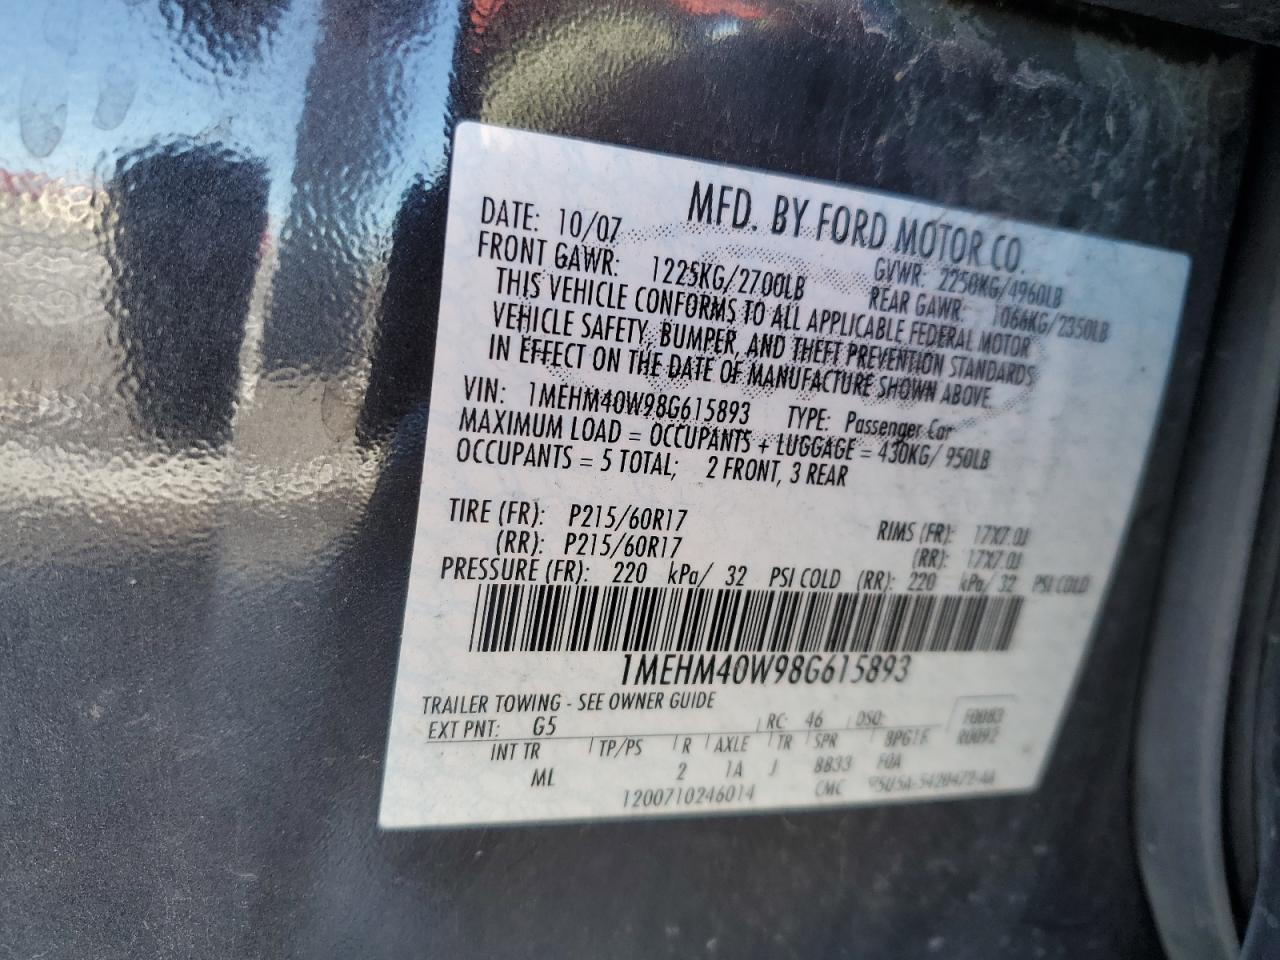 MFD. BY FORD MOTOR CO.
DATE: 10/07 GVWR: 2250KG/4960LB
FRONT GAWR: 1225KG/2700LB REAR GAWR: 1066KG/2350LB
THIS VEHICLE CONFORMS TO ALL APPLICABLE FEDERAL MOTOR
VEHICLE SAFETY, BUMPER, AND THEFT PREVENTION STANDARDS
IN EFFECT ON THE DATE OF MANUFACTURE SHOWN ABOVE.
VIN: 1MEHM40W98G615893 TYPE: Passenger Car
MAXIMUM LOAD = OCCUPANTS + LUGGAGE = 430KG/ 950LB
OCCUPANTS = 5 TOTAL; 2 FRONT, 3 REAR
TIRE (FR): P215/60R17 RIMS (FR): 17X7.0J
(RR): P215/60R17 (RR): 17X7.0J
PRESSURE (FR): 220 kPa/ 32 PSI COLD (RR): 220 kPa/ 32 PSI COLD
1MEHM40W98G615893
TRAILER TOWING - SEE OWNER GUIDE
EXT PNT: G5 RC: 46 DSO: F0083
INT TR TP/PS R AXLE TR SPR R0092
ML 2 1A J 8833 FOA
1200710246014 CMC